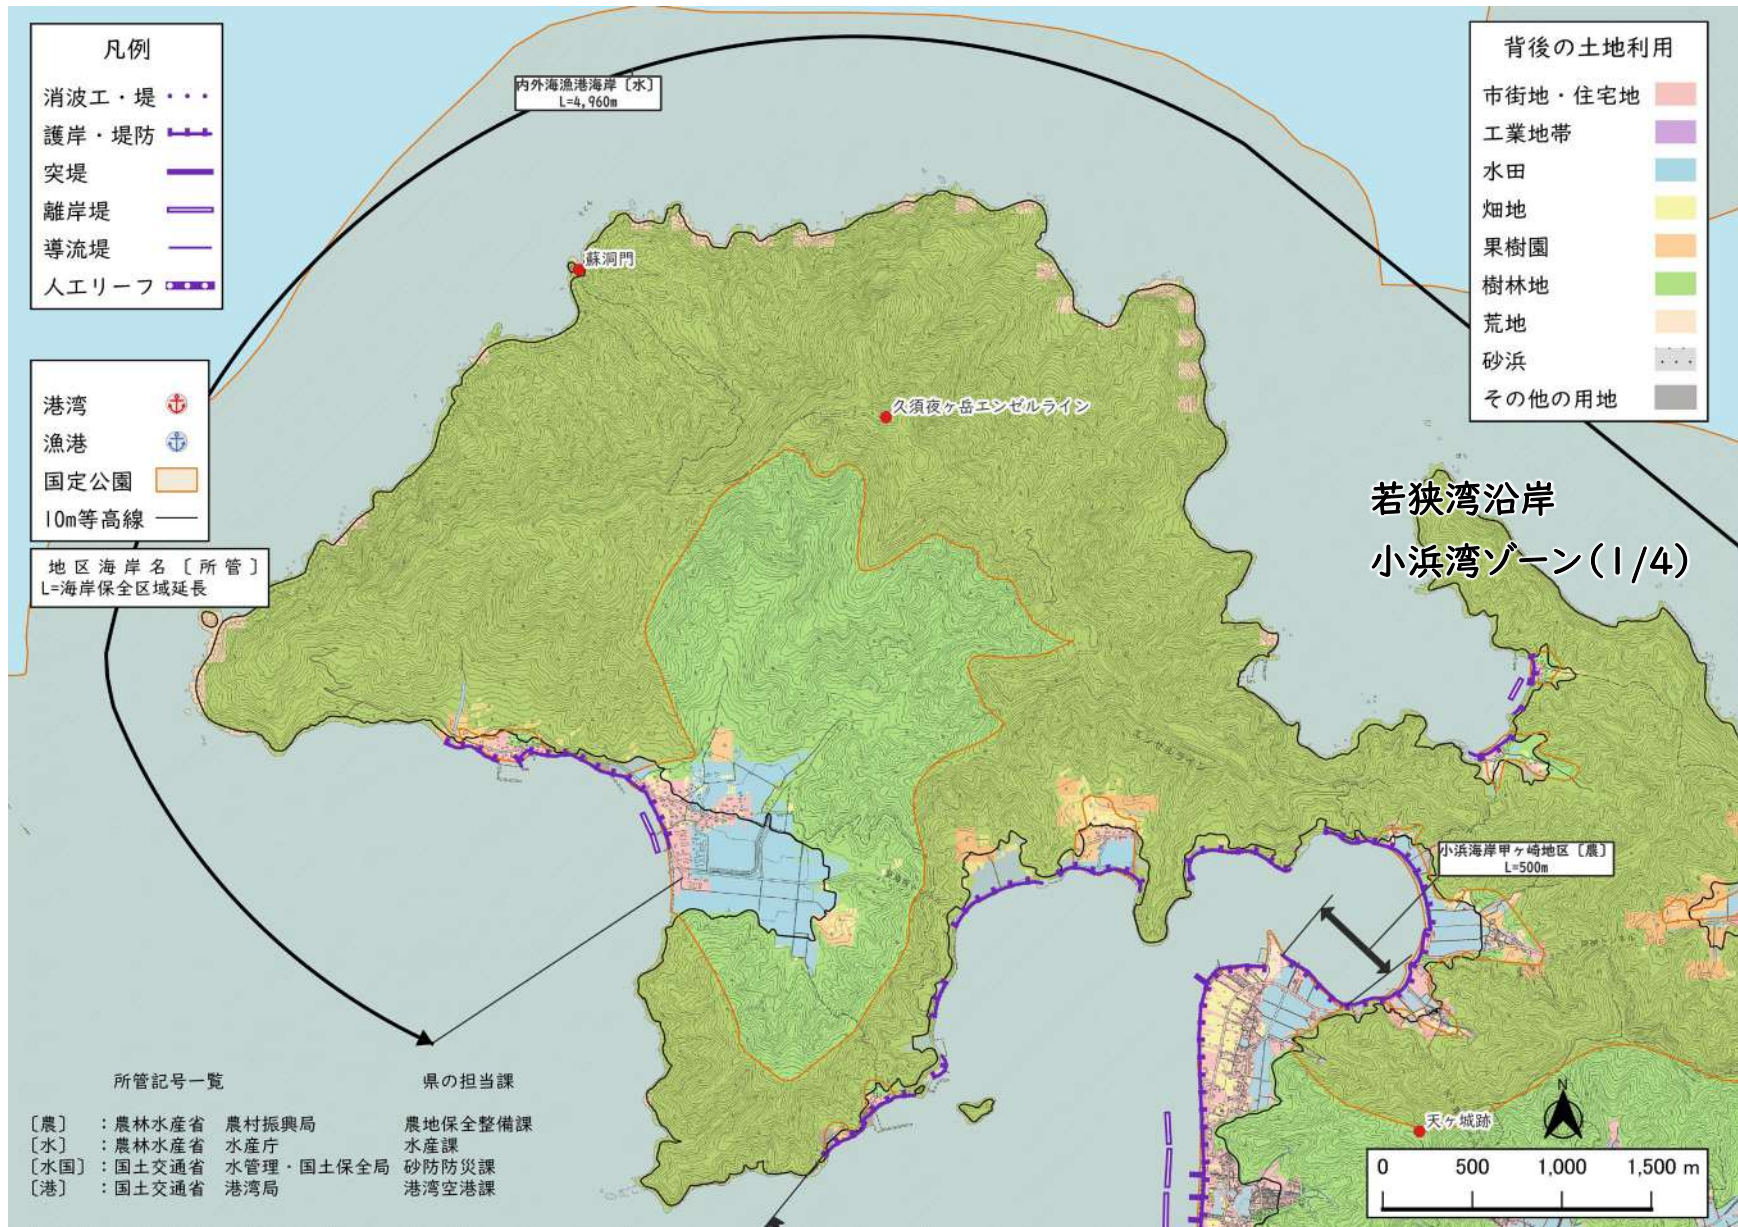 凡例
消波工・堤
護岸・堤防
突堤
離岸堤
導流堤
人工リーフ
港湾
漁港
国定公園
10m等高線
地区海岸名〔所管〕
L=海岸保全区域延長
内外海漁港海岸〔水〕
L=4,960m
蘇洞門
久須夜ヶ岳エンゼルライン
背後の土地利用
市街地・住宅地
工業地帯
水田
畑地
果樹園
樹林地
荒地
砂浜
その他の用地
若狭湾沿岸
小浜湾ゾーン(1/4)
エンゼルライン
小浜海岸甲ヶ崎地区〔農〕
L=500m
天ヶ城跡
N
0 500 1,000 1,500 m
所管記号一覧 県の担当課
〔農〕 :農林水産省 農村振興局 農地保全整備課
〔水〕 :農林水産省 水産庁 水産課
〔水国〕:国土交通省 水管理・国土保全局 砂防防災課
〔港〕 :国土交通省 港湾局 港湾空港課